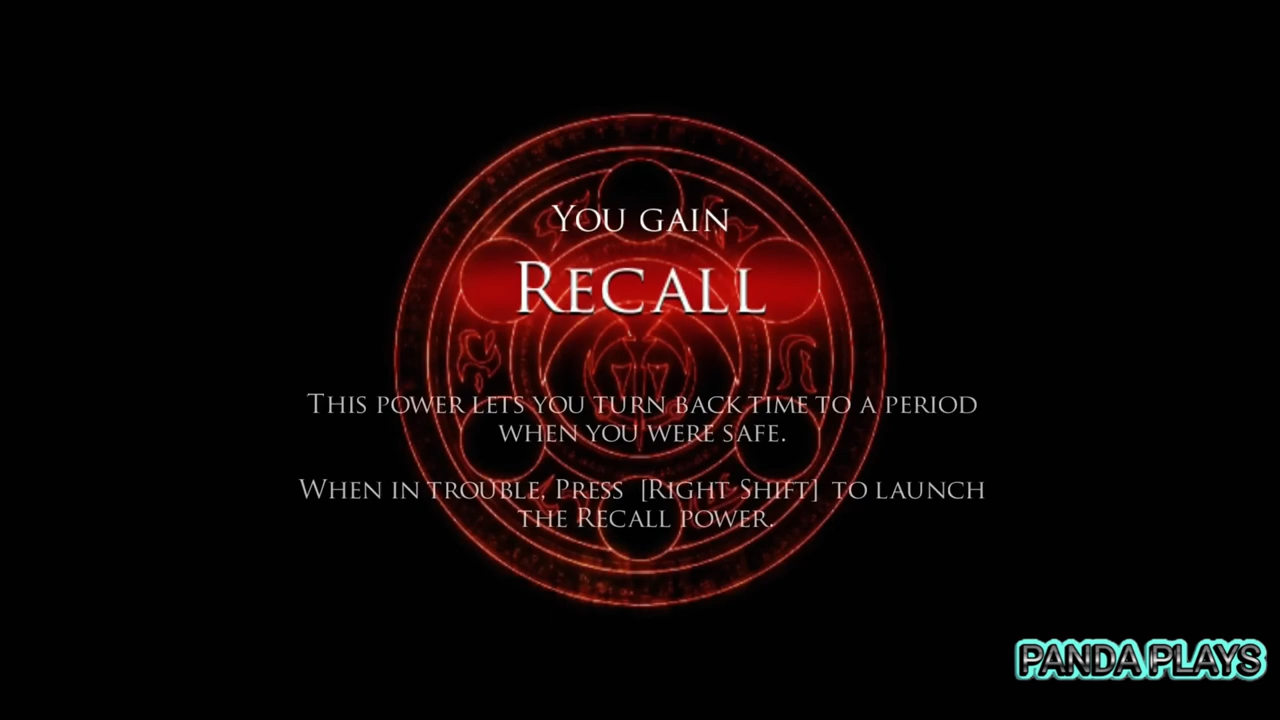 You gain
Recall
This power lets you turn back time to a period
when you were safe.
When in trouble, Press [Right Shift] to launch
the Recall power.
PANDA PLAYS